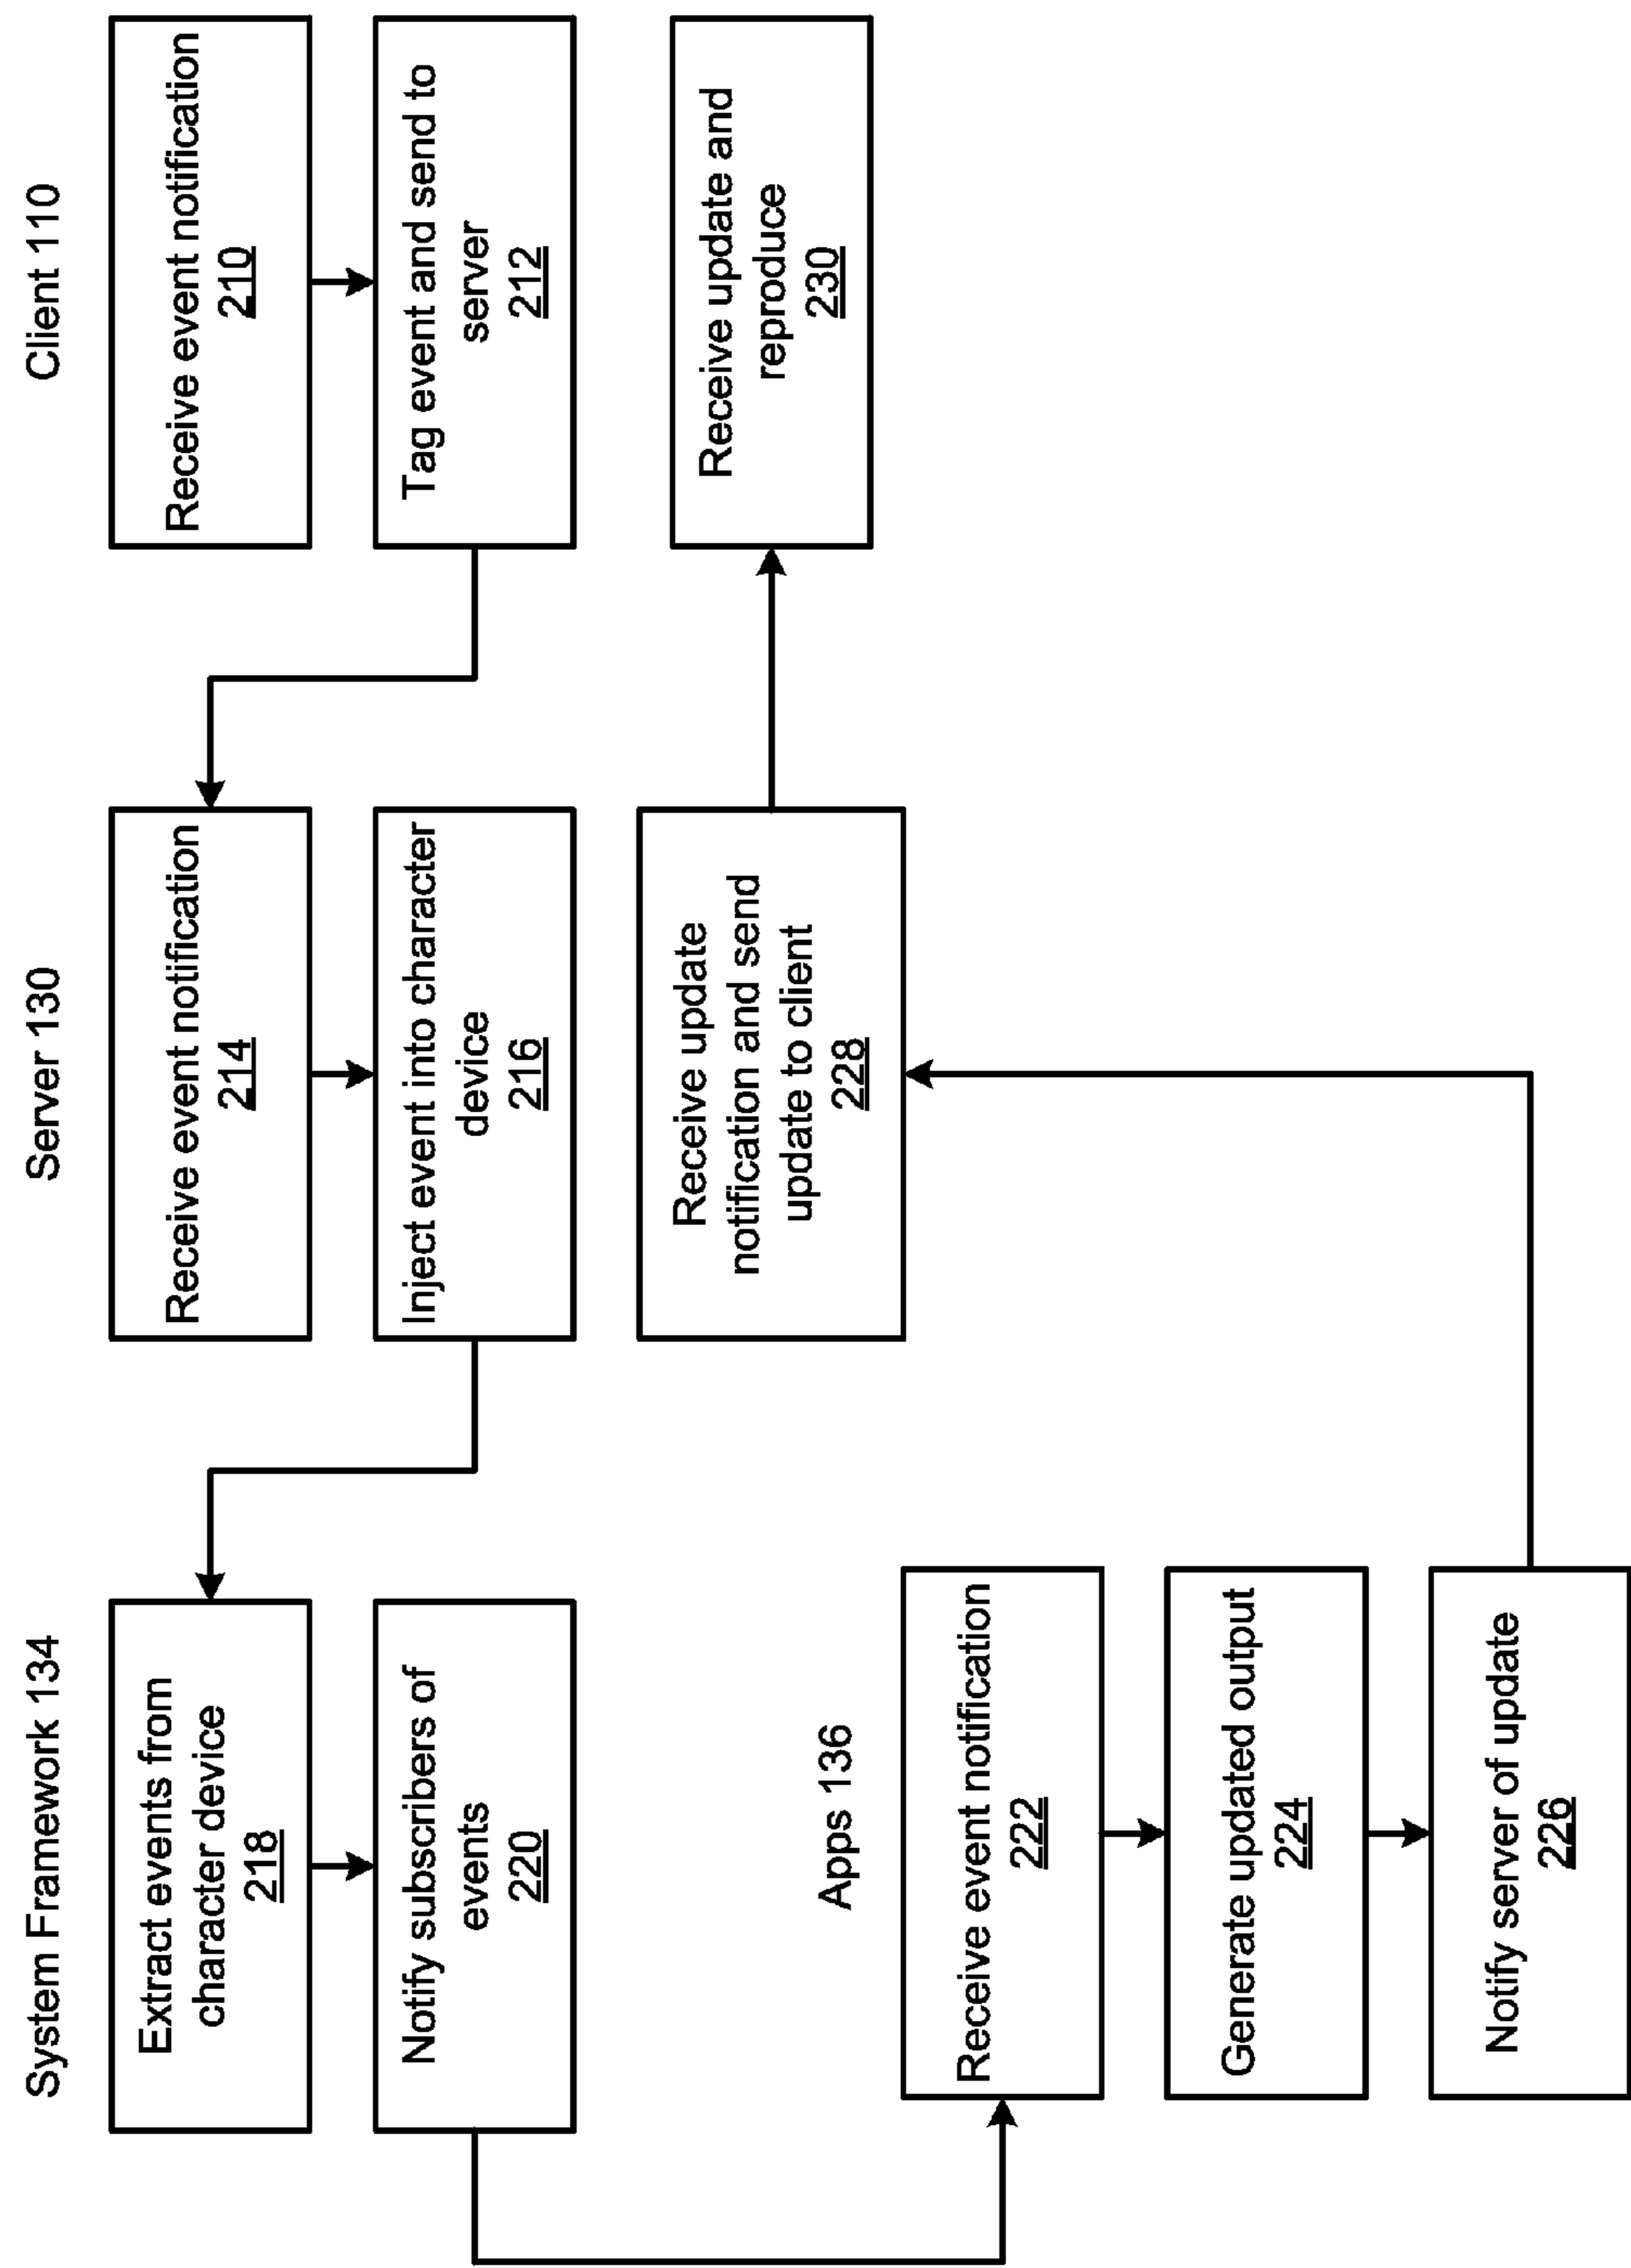 System Framework 134
Server 130
Client 110
Extract events from
character device
218
Receive event notification
214
Receive event notification
210
Notify subscribers of
events
220
Inject event into character
device
216
Tag event and send to
server
212
Receive update
notification and send
update to client
228
Receive update and
reproduce
230
Apps 136
Receive event notification
222
Generate updated output
224
Notify server of update
226